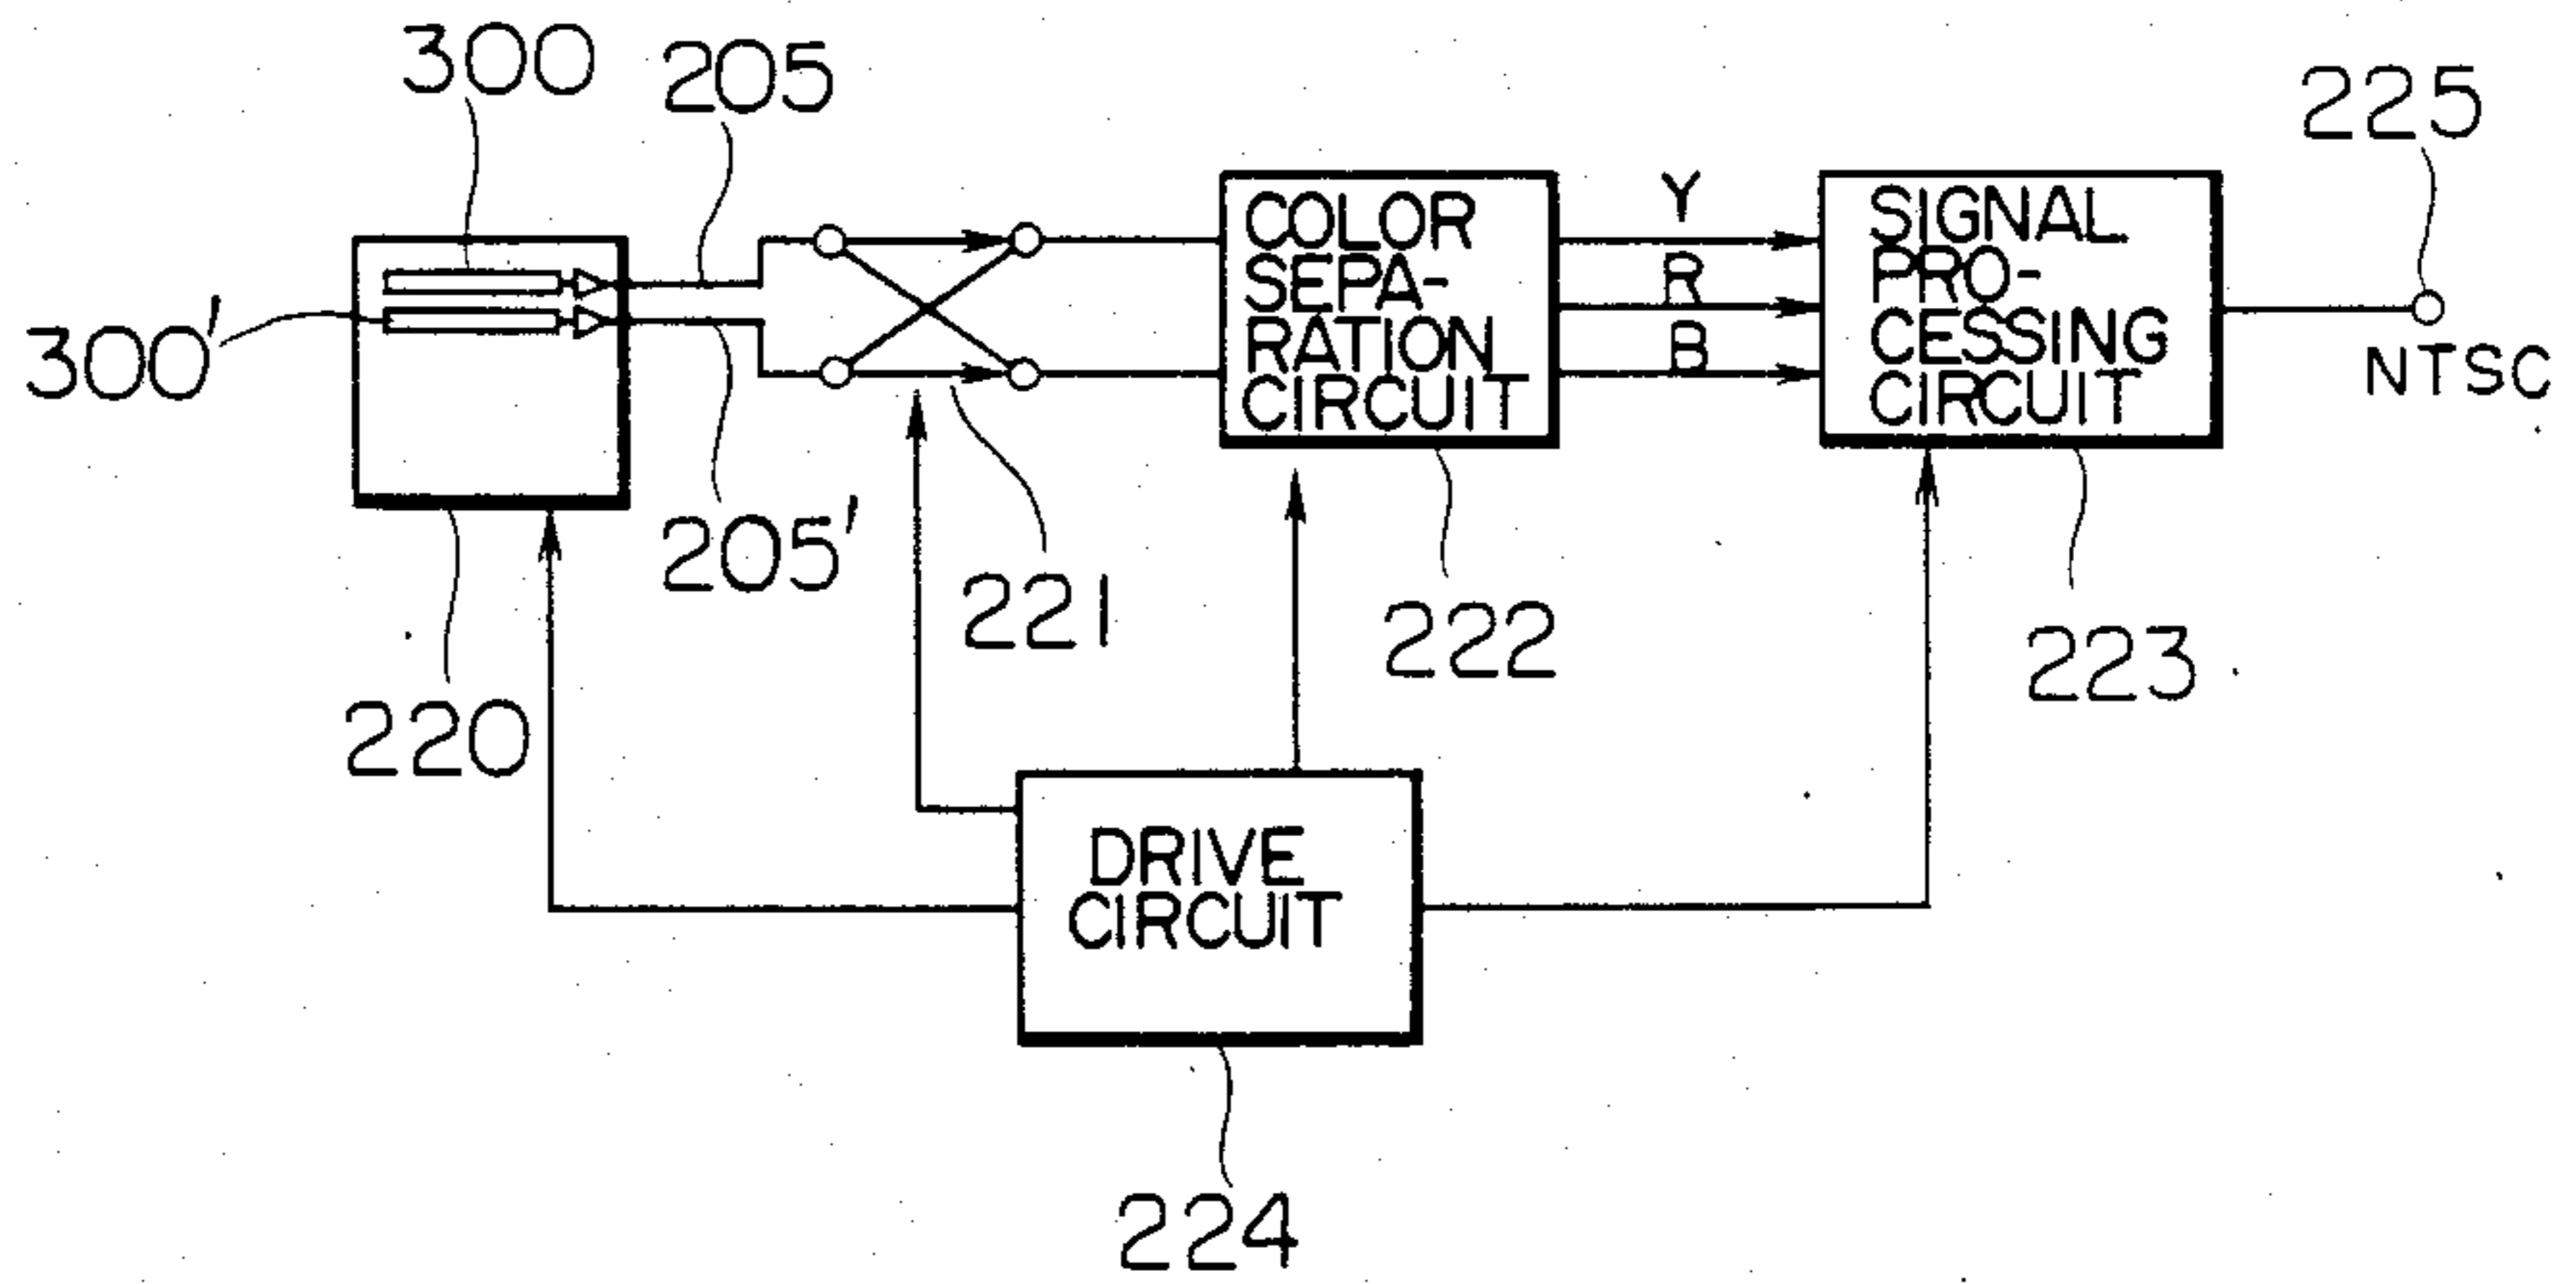 300
205
225
300'
COLOR
SEPA-
RATION
CIRCUIT
Y
R
B
SIGNAL
PRO-
CESSING
CIRCUIT
NTSC
205'
221
222
223
220
DRIVE
CIRCUIT
224